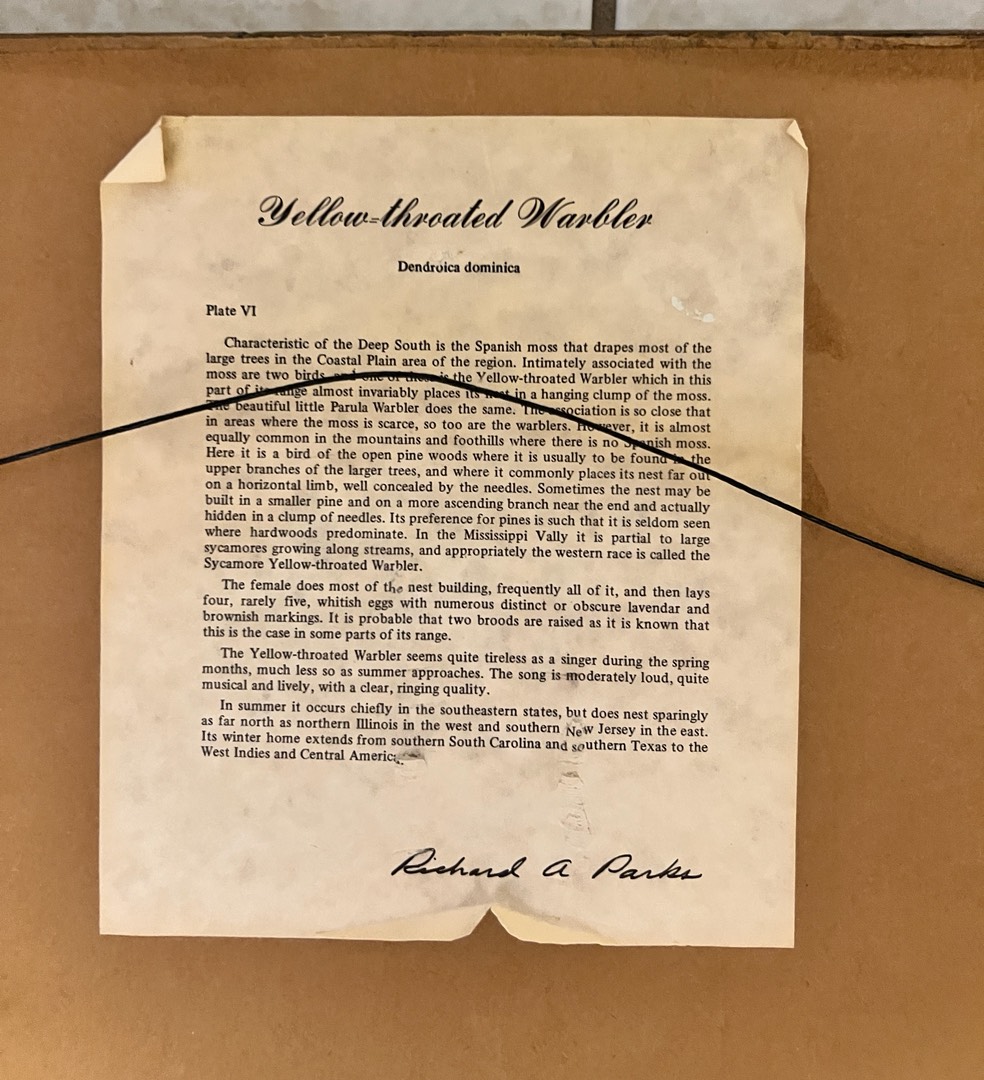 Yellow-throated Warbler
Dendroica dominica
Plate VI
Characteristic of the Deep South is the Spanish moss that drapes most of the
large trees in the Coastal Plain area of the region. Intimately associated with the
moss are two birds, and one of these is the Yellow-throated Warbler which in this
part of its range almost invariably places its nest in a hanging clump of the moss.
The beautiful little Parula Warbler does the same. The association is so close that
in areas where the moss is scarce, so too are the warblers. However, it is almost
equally common in the mountains and foothills where there is no Spanish moss.
Here it is a bird of the open pine woods where it is usually to be found in the
upper branches of the larger trees, and where it commonly places its nest far out
on a horizontal limb, well concealed by the needles. Sometimes the nest may be
built in a smaller pine and on a more ascending branch near the end and actually
hidden in a clump of needles. Its preference for pines is such that it is seldom seen
where hardwoods predominate. In the Mississippi Vally it is partial to large
sycamores growing along streams, and appropriately the western race is called the
Sycamore Yellow-throated Warbler.
The female does most of the nest building, frequently all of it, and then lays
four, rarely five, whitish eggs with numerous distinct or obscure lavendar and
brownish markings. It is probable that two broods are raised as it is known that
this is the case in some parts of its range.
The Yellow-throated Warbler seems quite tireless as a singer during the spring
months, much less so as summer approaches. The song is moderately loud, quite
musical and lively, with a clear, ringing quality.
In summer it occurs chiefly in the southeastern states, but does nest sparingly
as far north as northern Illinois in the west and southern New Jersey in the east.
Its winter home extends from southern South Carolina and southern Texas to the
West Indies and Central America.
Richard A Parks